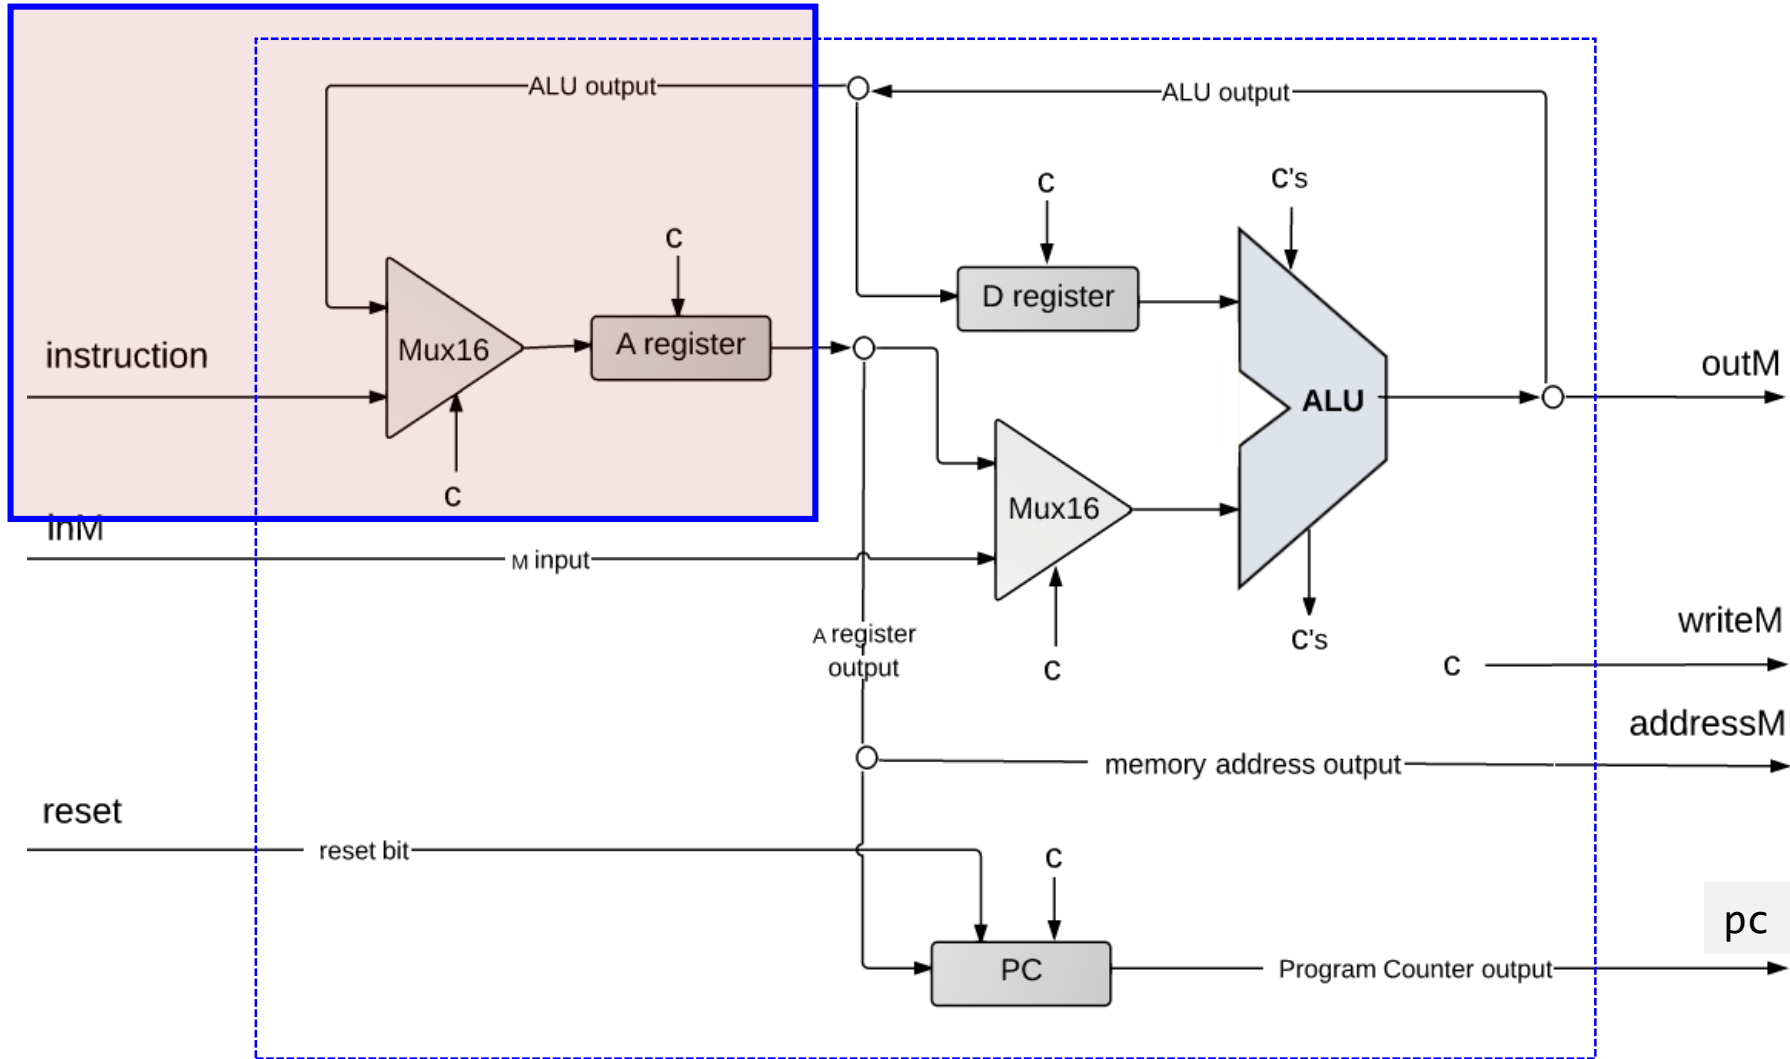 ALU output
ALU output
c
c's
c
D register
instruction
Mux16
A register
outM
ALU
c
Mux16
inM
M input
writeM
A register
output
c's
c
c
addressM
memory address output
reset
reset bit
c
pc
PC
Program Counter output